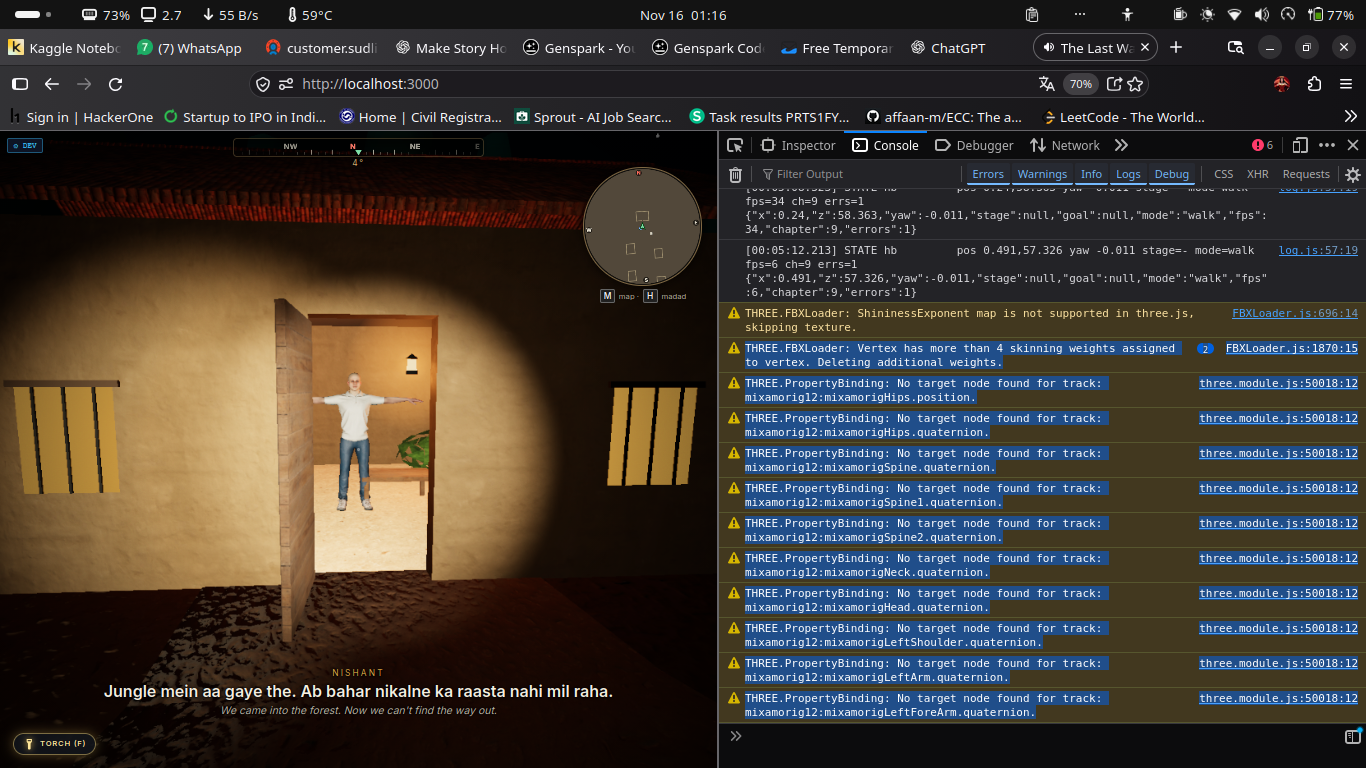 73% 2.7 55 B/s 59°C Nov 16 01:16 77%
Kaggle Noteb (7) WhatsApp customer.sudli Make Story Ho Genspark - You Genspark Cod Free Temporar ChatGPT The Last Wa
http://localhost:3000 70%
Sign in | HackerOne Startup to IPO in Indi... Home | Civil Registra... Sprout - AI Job Searc... Task results PRTS1FY... affaan-m/ECC: The a... LeetCode - The World...
DEV
NW N NE E
4°
N
W
S
M map · H madad
NISHANT
Jungle mein aa gaye the. Ab bahar nikalne ka raasta nahi mil raha.
We came into the forest. Now we can't find the way out.
TORCH (F)
Inspector Console Debugger Network 6
Filter Output Errors Warnings Info Logs Debug CSS XHR Requests
fps=34 ch=9 errs=1
{"x":0.24,"z":58.363,"yaw":-0.011,"stage":null,"goal":null,"mode":"walk","fps":
34,"chapter":9,"errors":1}
[00:05:12.213] STATE hb pos 0.491,57.326 yaw -0.011 stage=- mode=walk log.js:57:19
fps=6 ch=9 errs=1
{"x":0.491,"z":57.326,"yaw":-0.011,"stage":null,"goal":null,"mode":"walk","fps"
:6,"chapter":9,"errors":1}
THREE.FBXLoader: ShininessExponent map is not supported in three.js, FBXLoader.js:696:14
skipping texture.
THREE.FBXLoader: Vertex has more than 4 skinning weights assigned 2 FBXLoader.js:1870:15
to vertex. Deleting additional weights.
THREE.PropertyBinding: No target node found for track: three.module.js:50018:12
mixamorig12:mixamorigHips.position.
THREE.PropertyBinding: No target node found for track: three.module.js:50018:12
mixamorig12:mixamorigHips.quaternion.
THREE.PropertyBinding: No target node found for track: three.module.js:50018:12
mixamorig12:mixamorigSpine.quaternion.
THREE.PropertyBinding: No target node found for track: three.module.js:50018:12
mixamorig12:mixamorigSpine1.quaternion.
THREE.PropertyBinding: No target node found for track: three.module.js:50018:12
mixamorig12:mixamorigSpine2.quaternion.
THREE.PropertyBinding: No target node found for track: three.module.js:50018:12
mixamorig12:mixamorigNeck.quaternion.
THREE.PropertyBinding: No target node found for track: three.module.js:50018:12
mixamorig12:mixamorigHead.quaternion.
THREE.PropertyBinding: No target node found for track: three.module.js:50018:12
mixamorig12:mixamorigLeftShoulder.quaternion.
THREE.PropertyBinding: No target node found for track: three.module.js:50018:12
mixamorig12:mixamorigLeftArm.quaternion.
THREE.PropertyBinding: No target node found for track: three.module.js:50018:12
mixamorig12:mixamorigLeftForeArm.quaternion.